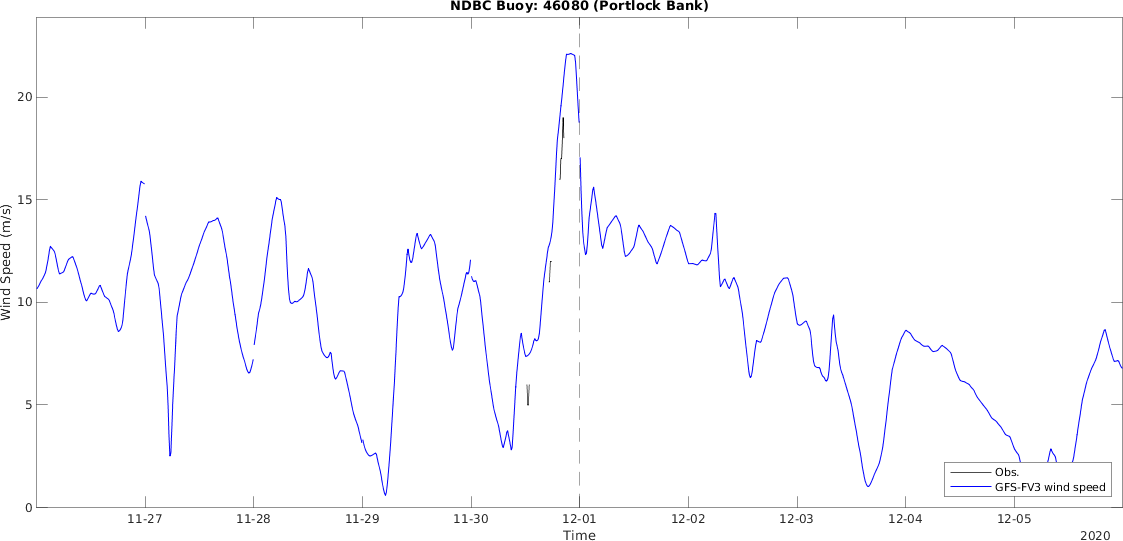 NDBC Buoy: 46080 (Portlock Bank)
Wind Speed (m/s)
20
15
10
5
0
11-27 11-28 11-29 11-30 12-01 12-02 12-03 12-04 12-05
Time
2020
Obs.
GFS-FV3 wind speed